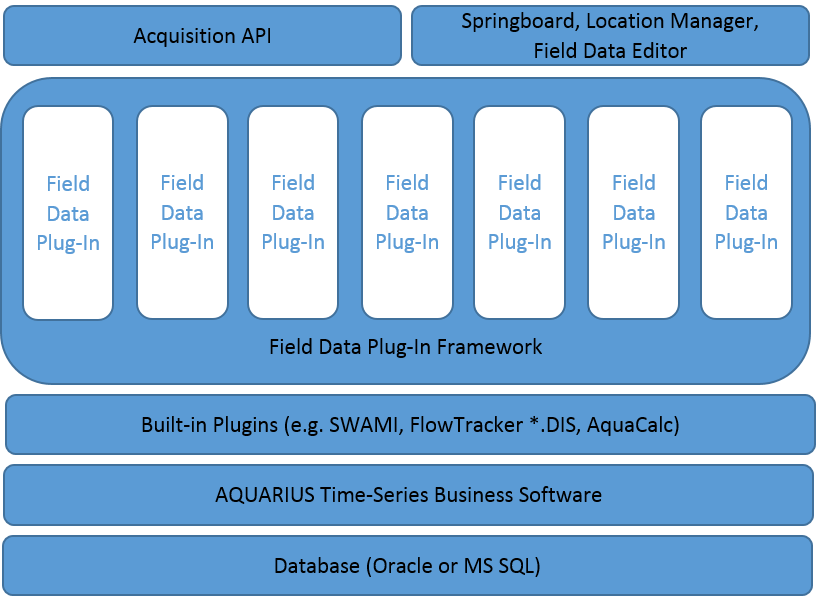 Acquisition API
Springboard, Location Manager,
Field Data Editor
Field
Data
Plug-In
Field
Data
Plug-In
Field
Data
Plug-In
Field
Data
Plug-In
Field
Data
Plug-In
Field
Data
Plug-In
Field
Data
Plug-In
Field Data Plug-In Framework
Built-in Plugins (e.g. SWAMI, FlowTracker *.DIS, AquaCalc)
AQUARIUS Time-Series Business Software
Database (Oracle or MS SQL)